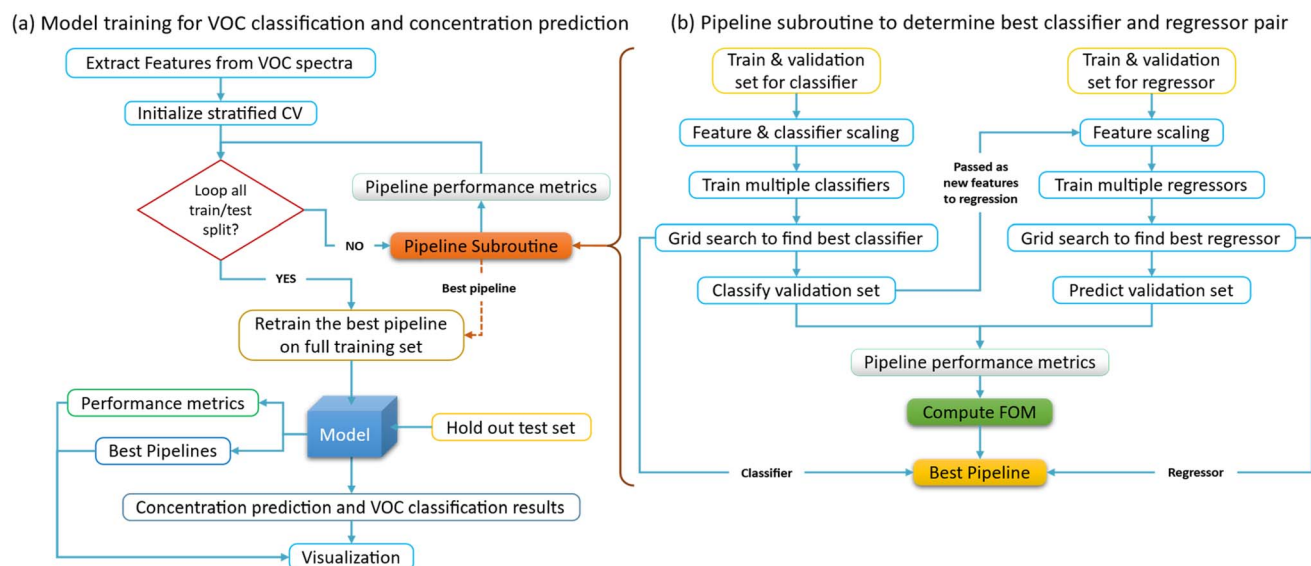 (a) Model training for VOC classification and concentration prediction
Extract Features from VOC spectra
Initialize stratified CV
Loop all
train/test
split?
NO
YES
Pipeline performance metrics
Pipeline Subroutine
Best pipeline
Retrain the best pipeline
on full training set
Performance metrics
Best Pipelines
Model
Hold out test set
Concentration prediction and VOC classification results
Visualization
(b) Pipeline subroutine to determine best classifier and regressor pair
Train & validation
set for classifier
Feature & classifier scaling
Train multiple classifiers
Grid search to find best classifier
Classify validation set
Passed as
new features
to regression
Train & validation
set for regressor
Feature scaling
Train multiple regressors
Grid search to find best regressor
Predict validation set
Pipeline performance metrics
Compute FOM
Classifier
Best Pipeline
Regressor